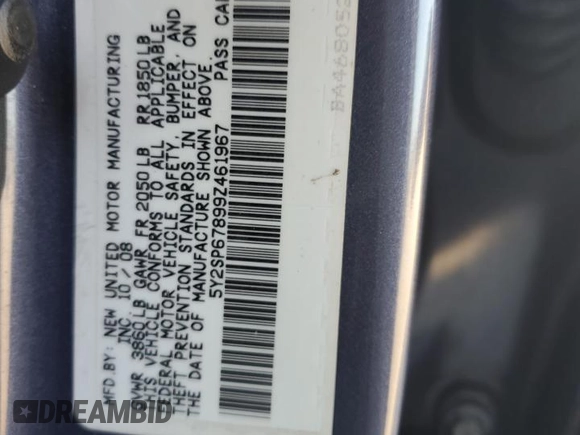 MFD.BY: NEW UNITED MOTOR MANUFACTURING
INC 10/08
GVWR 3860LB GAWR FR 2050LB RR 1850LB
THIS VEHICLE CONFORMS TO ALL APPLICABLE
FEDERAL MOTOR VEHICLE SAFETY, BUMPER, AND
THEFT PREVENTION STANDARDS IN EFFECT ON
THE DATE OF MANUFACTURE SHOWN ABOVE.
5Y2SP67899Z461967 PASS CAR
BA468052
DREAMBID